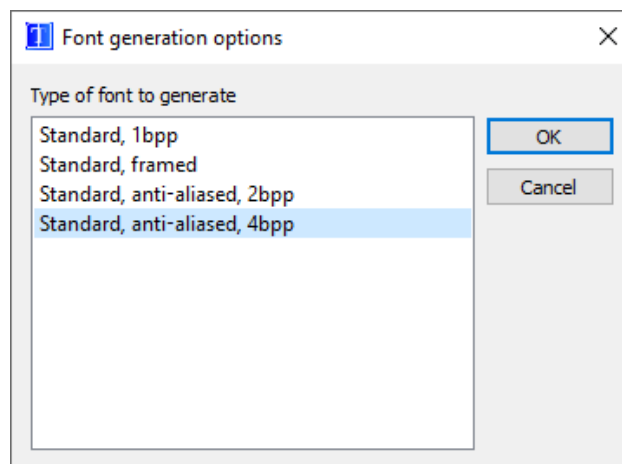 Font generation options
Type of font to generate
Standard, 1bpp
Standard, framed
Standard, anti-aliased, 2bpp
Standard, anti-aliased, 4bpp
OK
Cancel